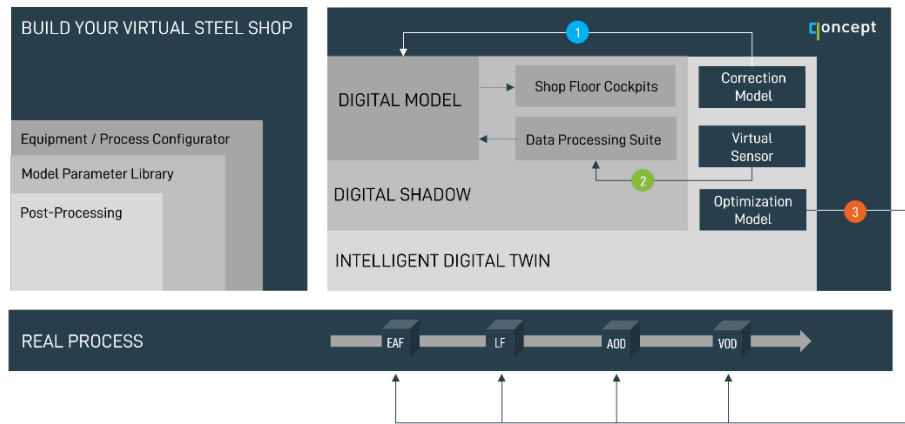 BUILD YOUR VIRTUAL STEEL SHOP
Equipment / Process Configurator
Model Parameter Library
Post-Processing
qoncept
1
DIGITAL MODEL
Shop Floor Cockpits
Correction
Model
Data Processing Suite
Virtual
Sensor
2
DIGITAL SHADOW
Optimization
Model
3
INTELLIGENT DIGITAL TWIN
REAL PROCESS
EAF
LF
AOD
VOD